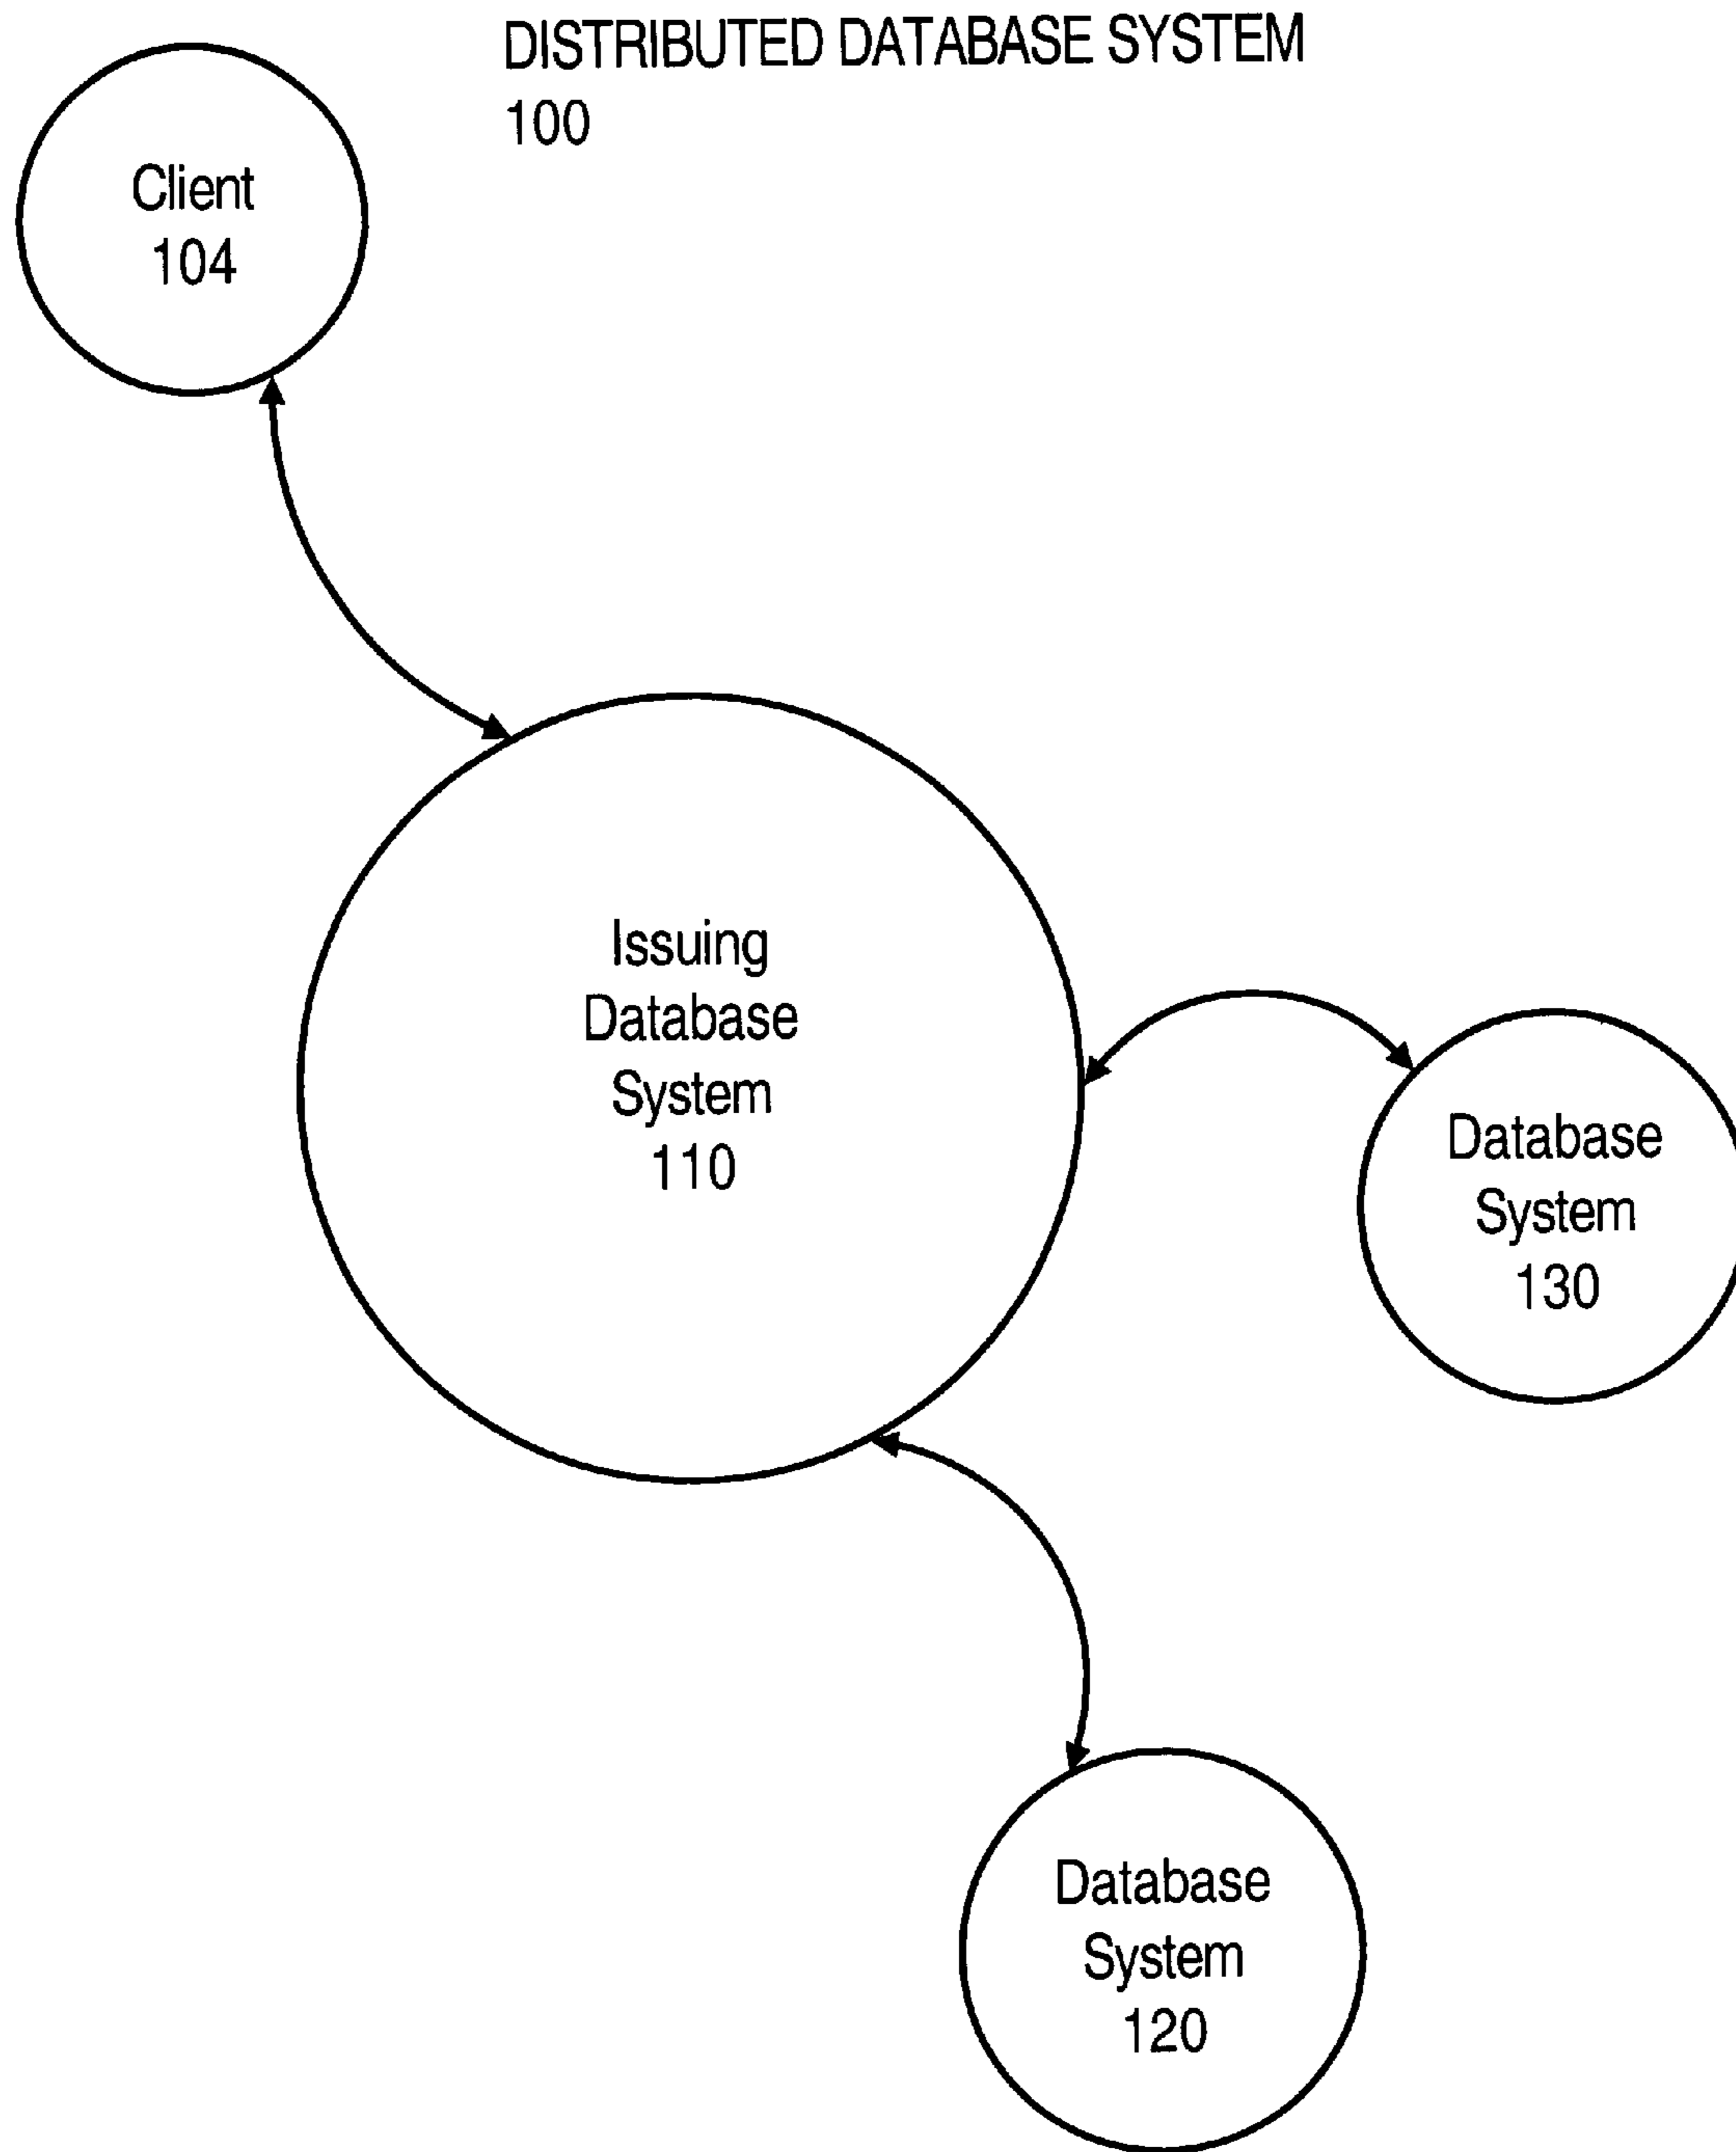 DISTRIBUTED DATABASE SYSTEM
100
Client
104
Issuing
Database
System
110
Database
System
130
Database
System
120